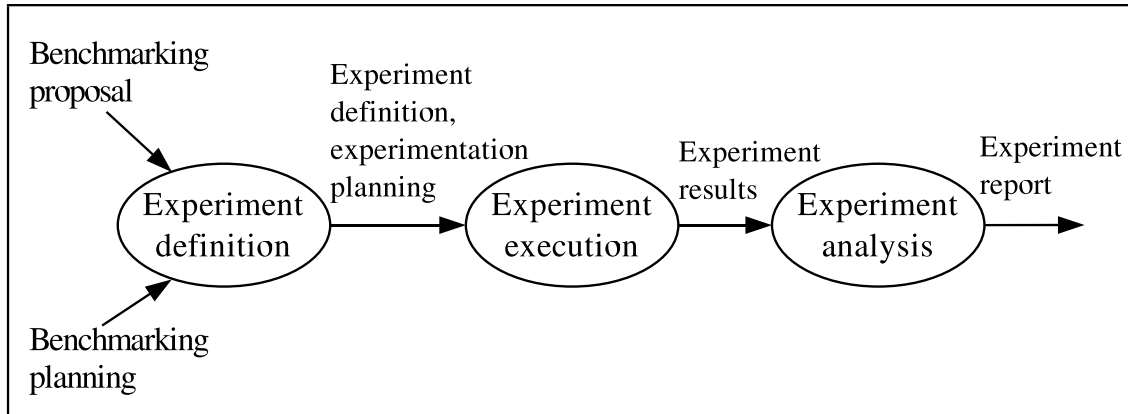 Benchmarking
proposal
Experiment
definition,
experimentation
planning
Experiment
results
Experiment
report
Experiment
definition
Experiment
execution
Experiment
analysis
Benchmarking
planning